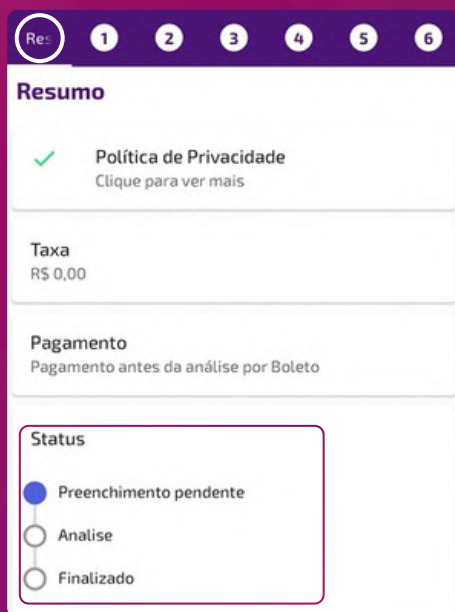 Res 1 2 3 4 5 6
Resumo
Política de Privacidade
Clique para ver mais
Taxa
R$ 0,00
Pagamento
Pagamento antes da análise por Boleto
Status
Preenchimento pendente
Analise
Finalizado